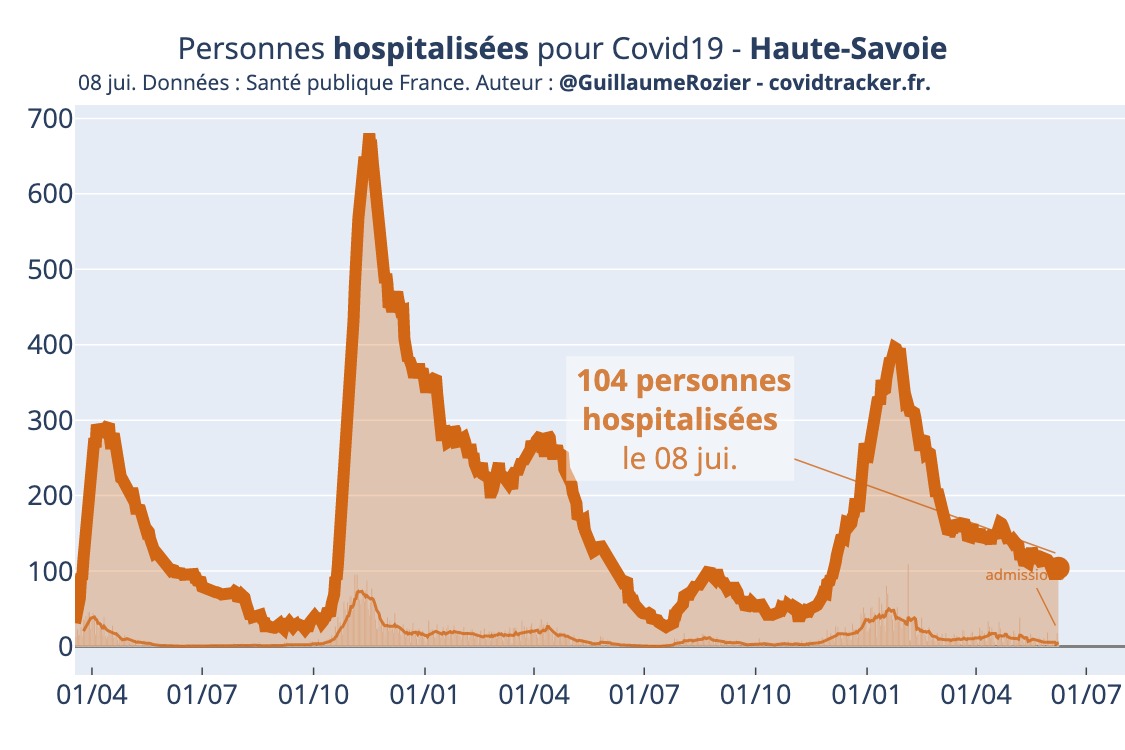 Personnes hospitalisées pour Covid19 - Haute-Savoie
08 jui. Données : Santé publique France. Auteur : @GuillaumeRozier - covidtracker.fr.
700
600
500
400
300
200
100
0
104 personnes
hospitalisées
le 08 jui.
admissio
01/04 01/07 01/10 01/01 01/04 01/07 01/10 01/01 01/04 01/07